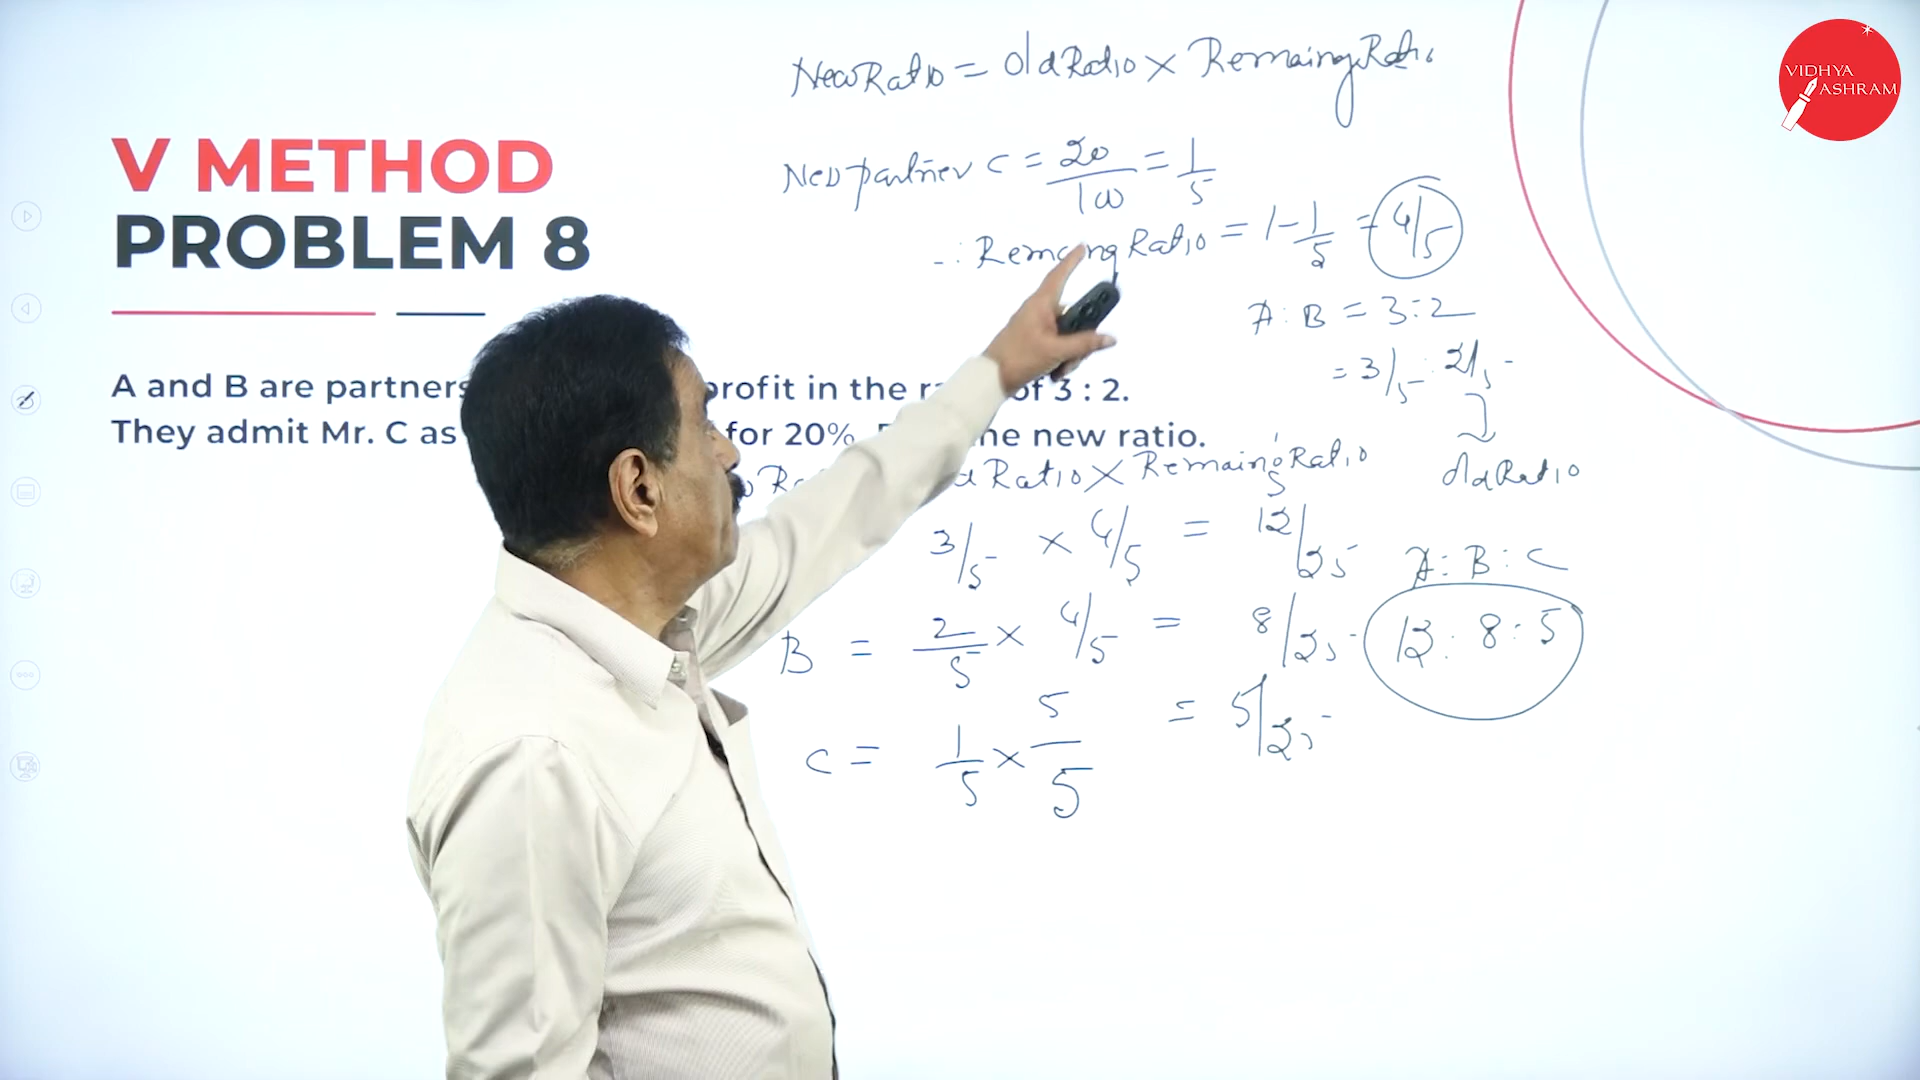 VIDHYA
ASHRAM
New Ratio = Old Ratio × Remaing Ratio
V METHOD
PROBLEM 8
New partner C = 20/100 = 1/5
∴ Remaing Ratio = 1 - 1/5 = 4/5
A : B = 3:2
= 3/5 : 2/5
Old Ratio
A and B are partners profit in the of 3 : 2.
They admit Mr. C as for 20% new ratio.
Ratio × Remaing Ratio
3/5 × 4/5 = 12/25
B = 2/5 × 4/5 = 8/25
C = 1/5 × 5/5 = 5/25
A : B : C
12 : 8 : 5